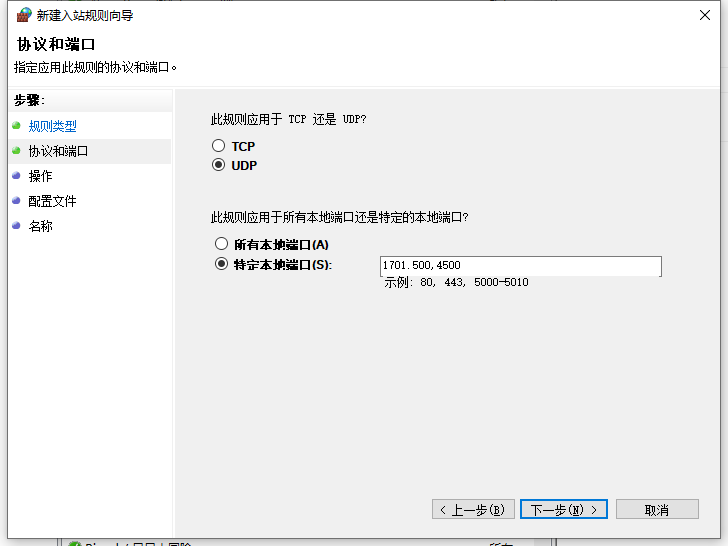 新建入站规则向导
协议和端口
指定应用此规则的协议和端口。
步骤:
规则类型
协议和端口
操作
配置文件
名称
此规则应用于 TCP 还是 UDP?
TCP
UDP
此规则应用于所有本地端口还是特定的本地端口?
所有本地端口(A)
特定本地端口(S):
1701.500,4500
示例: 80, 443, 5000-5010
< 上一步(B)
下一步(N) >
取消